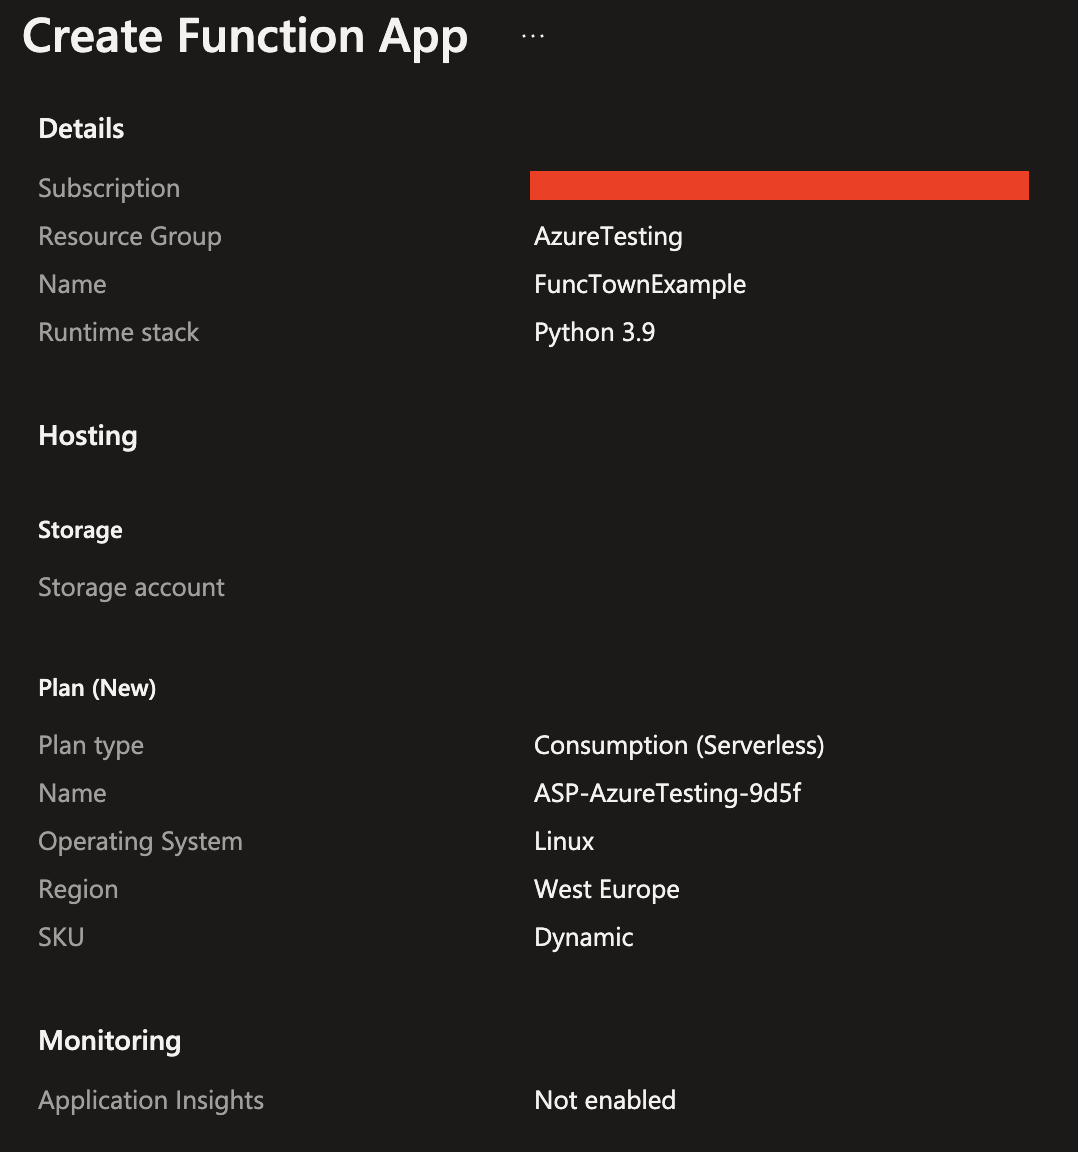 Create Function App ...
Details
Subscription
Resource Group AzureTesting
Name FuncTownExample
Runtime stack Python 3.9
Hosting
Storage
Storage account
Plan (New)
Plan type Consumption (Serverless)
Name ASP-AzureTesting-9d5f
Operating System Linux
Region West Europe
SKU Dynamic
Monitoring
Application Insights Not enabled